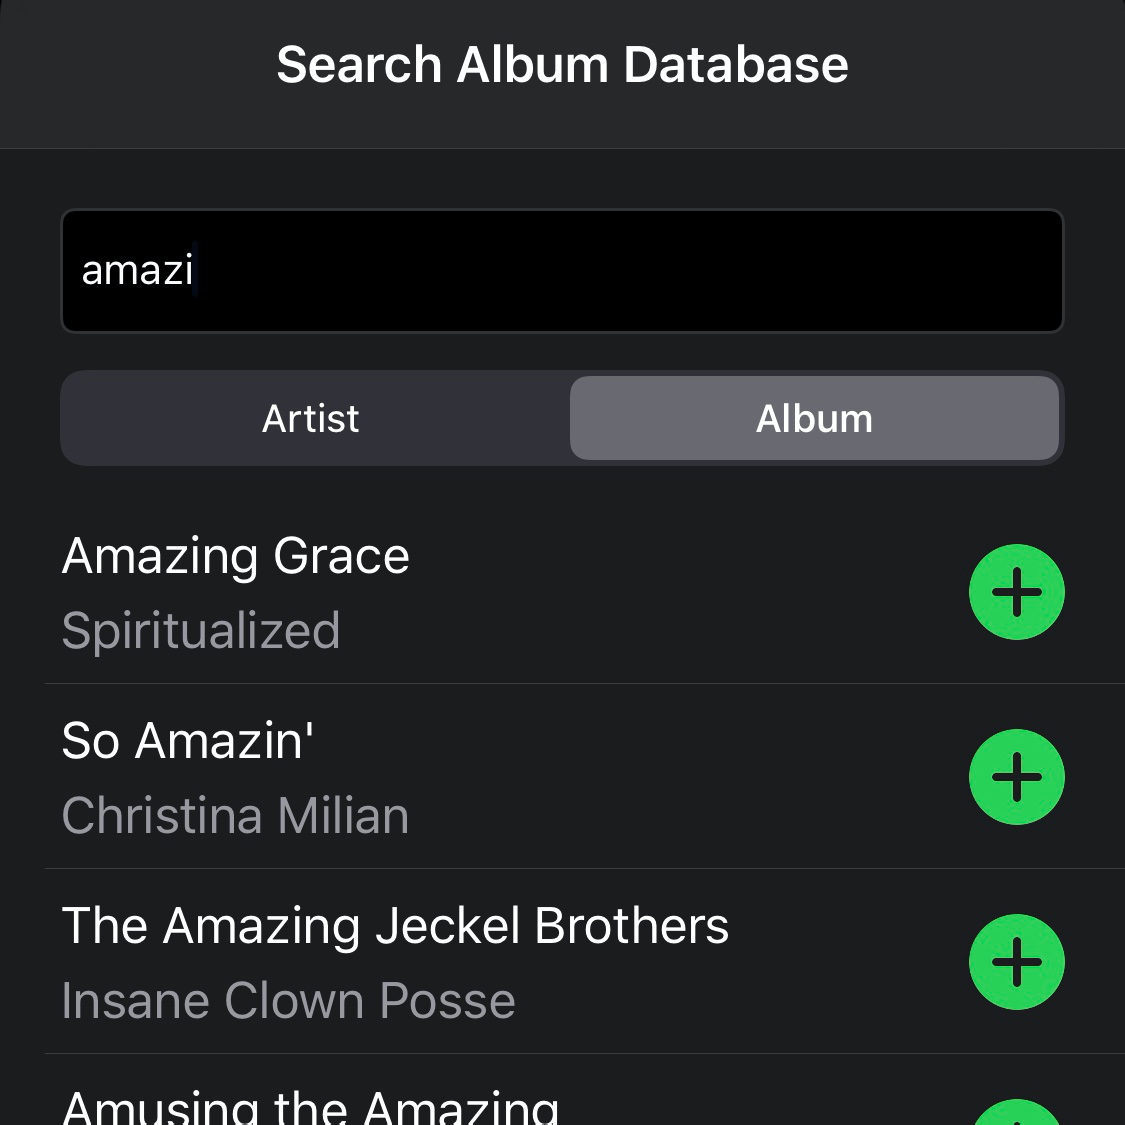 Search Album Database
amazi
Artist
Album
Amazing Grace
Spiritualized
So Amazin'
Christina Milian
The Amazing Jeckel Brothers
Insane Clown Posse
Amusing the Amazing